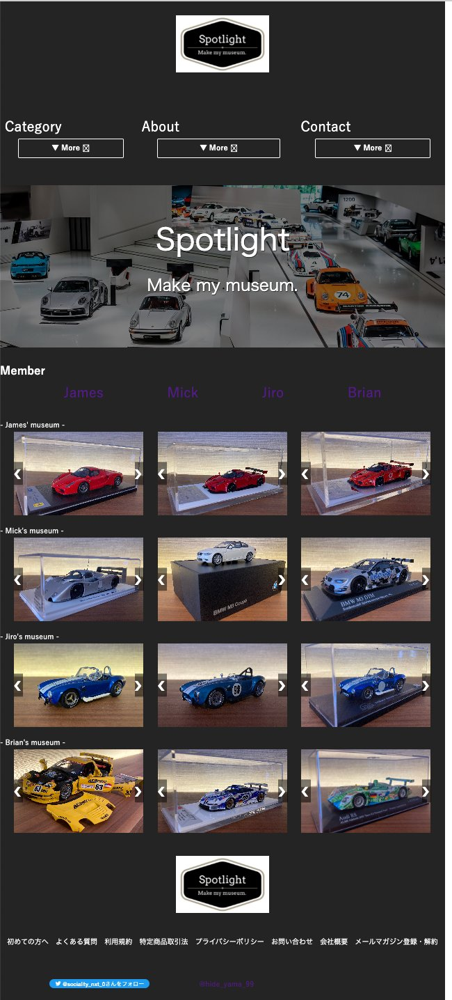 Spotlight
Make my museum.
Category About Contact
▼ More ▼ More ▼ More
1200
Spotlight
Make my museum.
74
MARTINI PORSCHE
Member
James Mick Jiro Brian
- James' museum -
❮ ❯ ❮ ❯ ❮ ❯
- Mick's museum -
❮ ❯ ❮ ❯ ❮ ❯
BMW M3 Coupé
BMW M3 DTM
- Jiro's museum -
98
❮ ❯ ❮ ❯ ❮ ❯
- Brian's museum -
63
❮ ❯ ❮ ❯ ❮ ❯
Audi R8
Spotlight
Make my museum.
初めての方へ よくある質問 利用規約 特定商品取引法 プライバシーポリシー お問い合わせ 会社概要 メールマガジン登録・解約
@sociality_nxt_0さんをフォロー @hide_yama_99